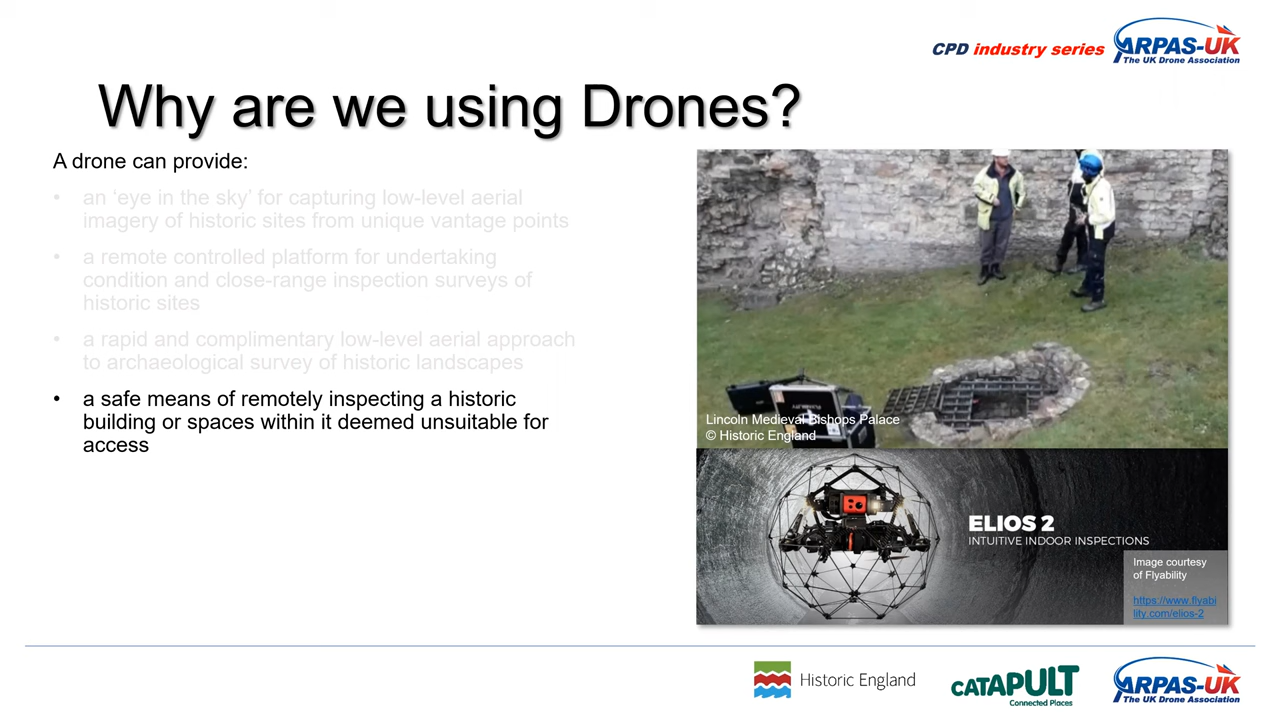 CPD industry series
ARPAS-UK
The UK Drone Association
Why are we using Drones?
A drone can provide:
• an ‘eye in the sky’ for capturing low-level aerial
imagery of historic sites from unique vantage points
• a remote controlled platform for undertaking
condition and close-range inspection surveys of
historic sites
• a rapid and complimentary low-level aerial approach
to archaeological survey of historic landscapes
• a safe means of remotely inspecting a historic
building or spaces within it deemed unsuitable for
access
Lincoln Medieval Bishops Palace
© Historic England
ELIOS 2
INTUITIVE INDOOR INSPECTIONS
Image courtesy
of Flyability
https://www.flyabi
lity.com/elios-2
Historic England
CATAPULT
Connected Places
ARPAS-UK
The UK Drone Association